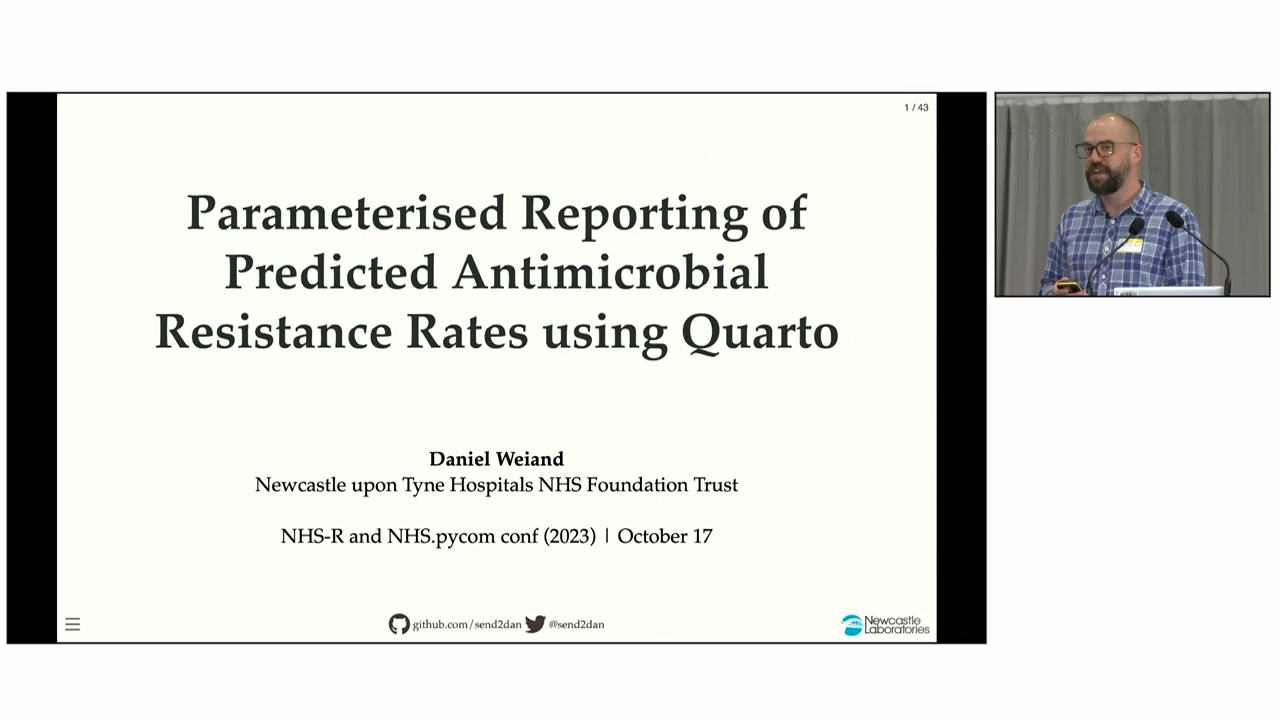 1 / 43
Parameterised Reporting of
Predicted Antimicrobial
Resistance Rates using Quarto
Daniel Weiand
Newcastle upon Tyne Hospitals NHS Foundation Trust
NHS-R and NHS.pycom conf (2023) | October 17
github.com/send2dan @send2dan
Newcastle
Laboratories